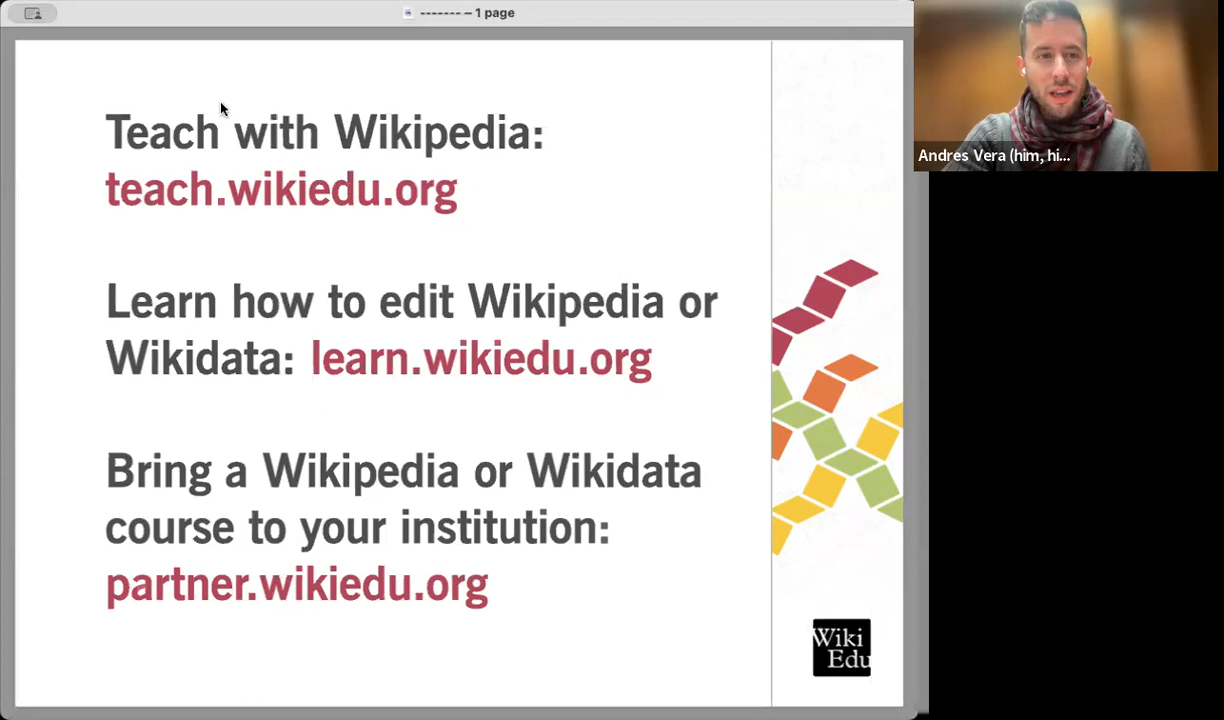 ------- – 1 page
Teach with Wikipedia:
teach.wikiedu.org
Learn how to edit Wikipedia or
Wikidata: learn.wikiedu.org
Bring a Wikipedia or Wikidata
course to your institution:
partner.wikiedu.org
Wiki
Edu
Andres Vera (him, hi...